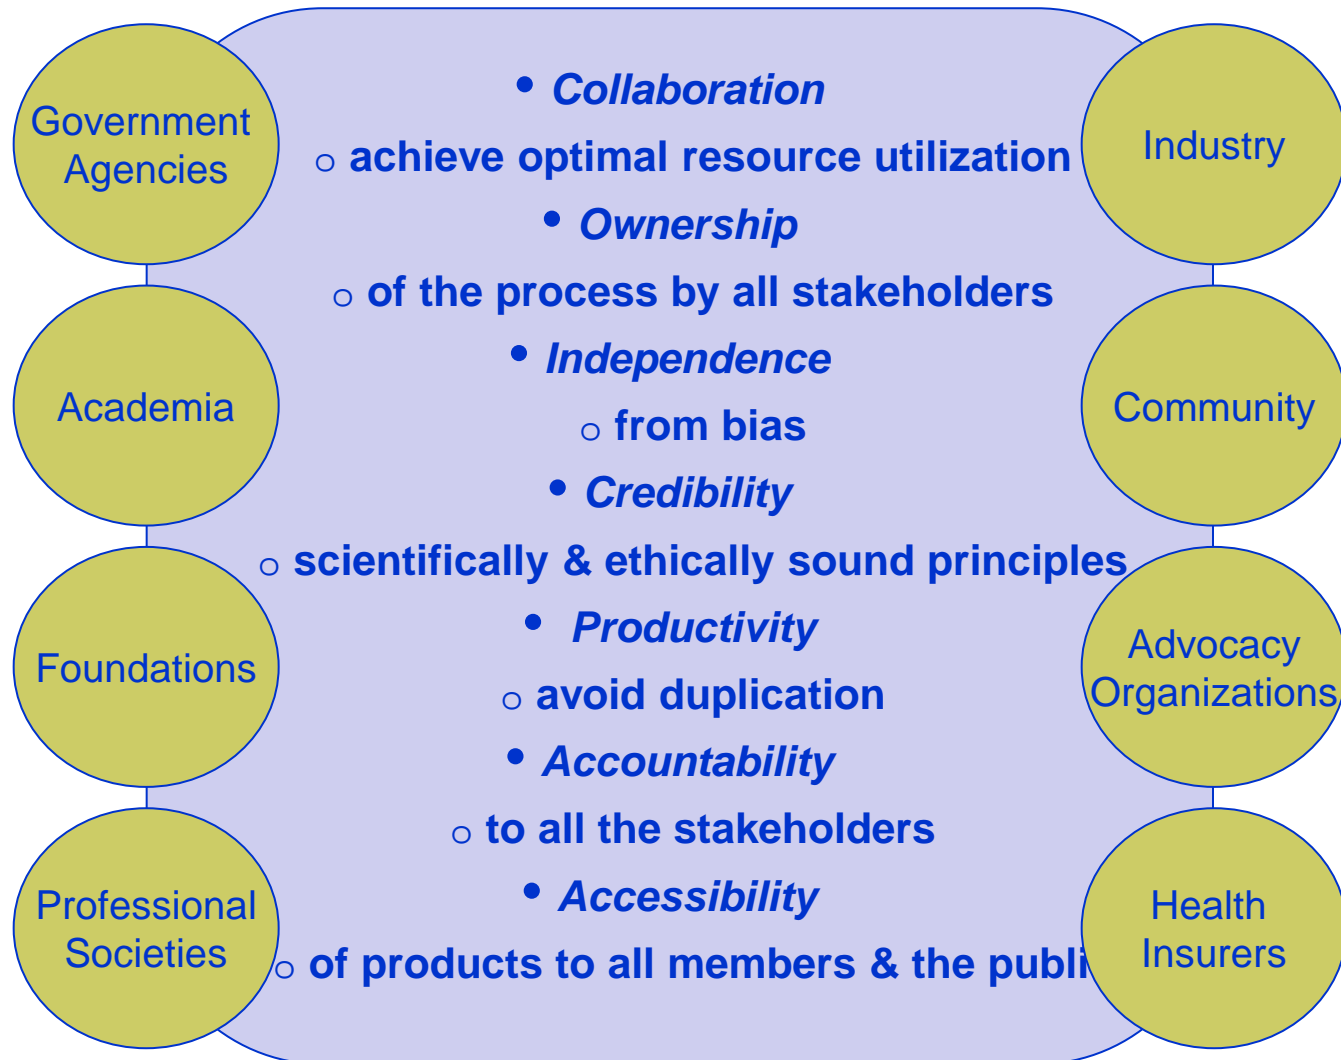 Government
Agencies
Academia
Foundations
Professional
Societies
• Collaboration
o achieve optimal resource utilization
• Ownership
o of the process by all stakeholders
• Independence
o from bias
• Credibility
o scientifically & ethically sound principles
• Productivity
o avoid duplication
• Accountability
o to all the stakeholders
• Accessibility
o of products to all members & the publi
Industry
Community
Advocacy
Organizations
Health
Insurers